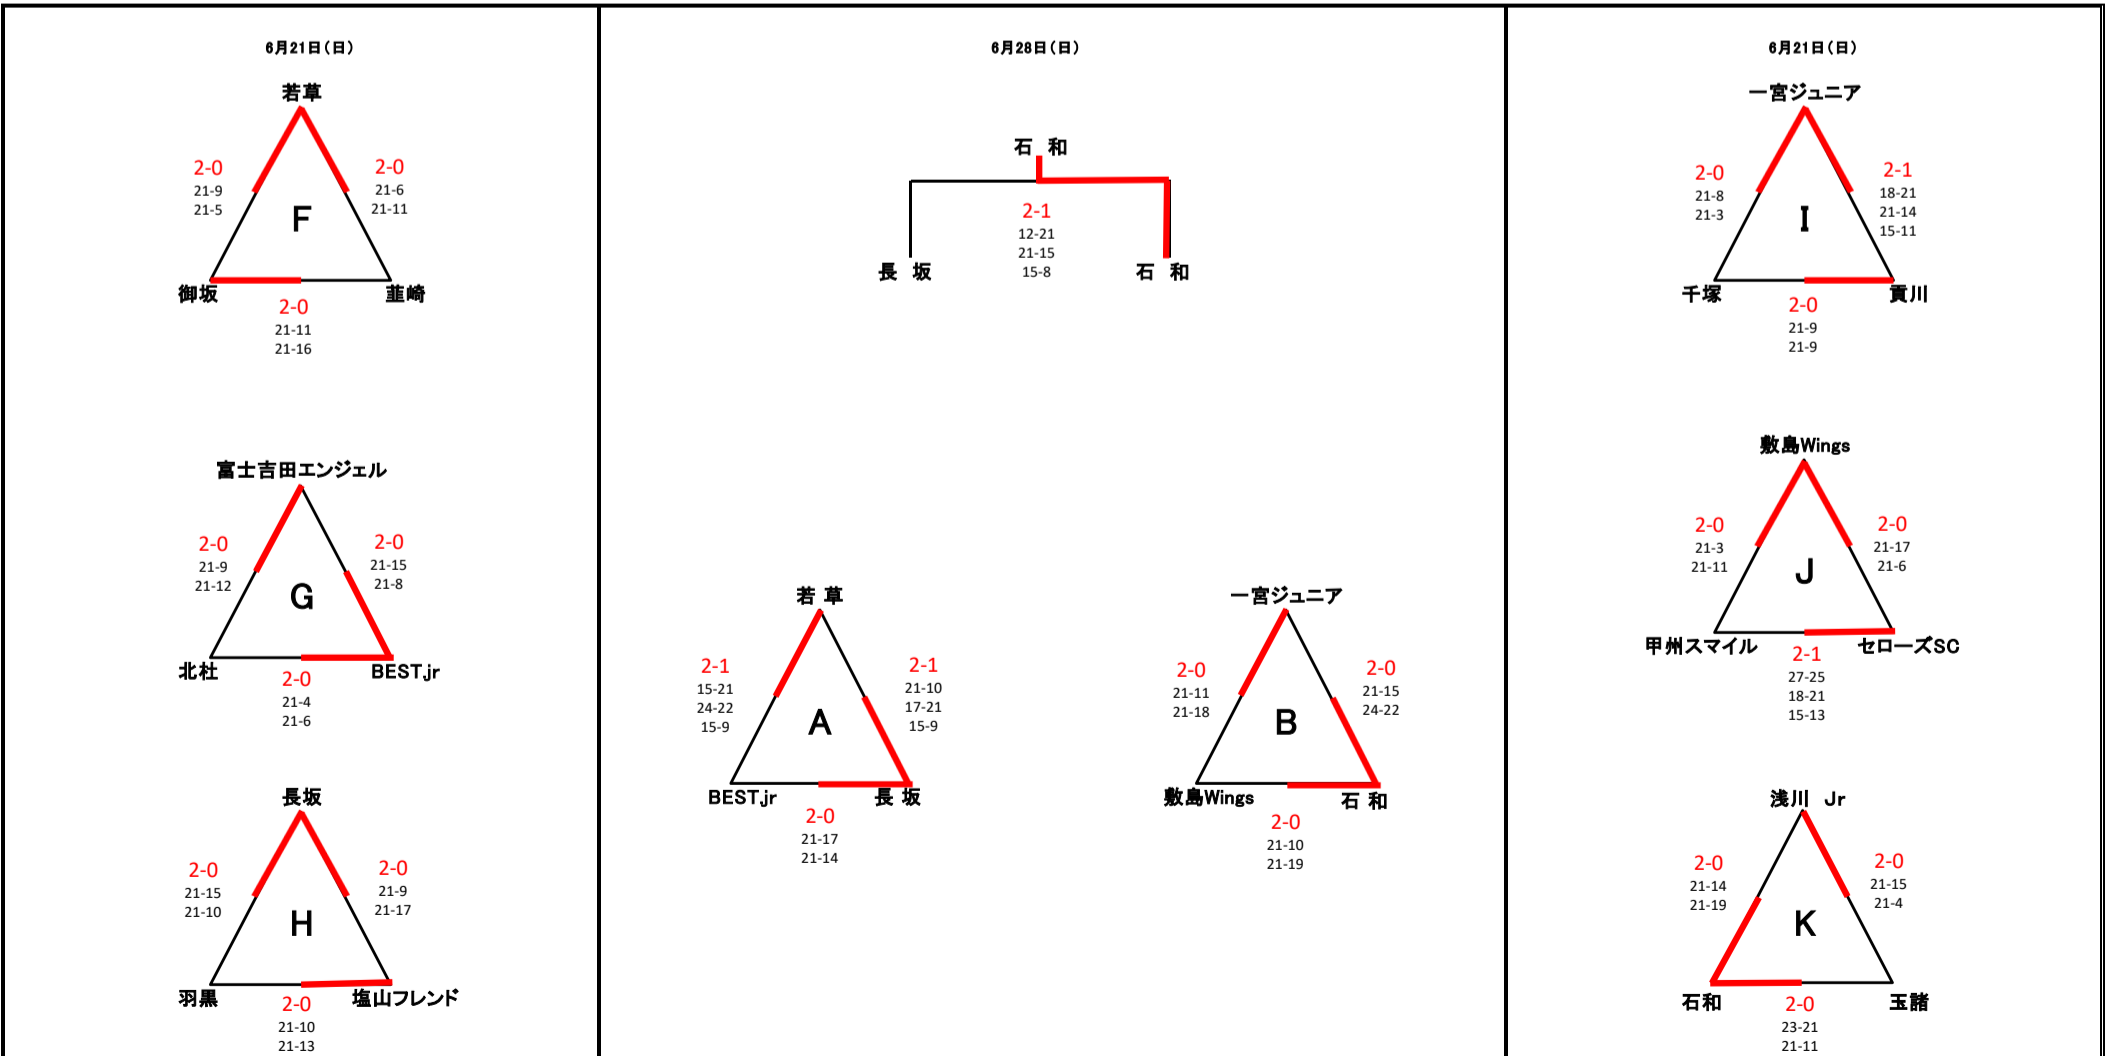 6月21日(日)
若草
2-0
21-9
21-5
2-0
21-6
21-11
F
御坂
韮崎
2-0
21-11
21-16
富士吉田エンジェル
2-0
21-9
21-12
2-0
21-15
21-8
G
北杜
BESTjr
2-0
21-4
21-6
長坂
2-0
21-15
21-10
2-0
21-9
21-17
H
羽黒
塩山フレンド
2-0
21-10
21-13
6月28日(日)
石 和
2-1
12-21
21-15
15-8
長 坂
石 和
若 草
2-1
15-21
24-22
15-9
2-1
21-10
17-21
15-9
A
BESTjr
長 坂
2-0
21-17
21-14
一宮ジュニア
2-0
21-11
21-18
2-0
21-15
24-22
B
敷島Wings
石 和
2-0
21-10
21-19
6月21日(日)
一宮ジュニア
2-0
21-8
21-3
2-1
18-21
21-14
15-11
I
千塚
貢川
2-0
21-9
21-9
敷島Wings
2-0
21-3
21-11
2-0
21-17
21-6
J
甲州スマイル
セローズSC
2-1
27-25
18-21
15-13
浅川 Jr
2-0
21-14
21-19
2-0
21-15
21-4
K
石和
玉諸
2-0
23-21
21-11